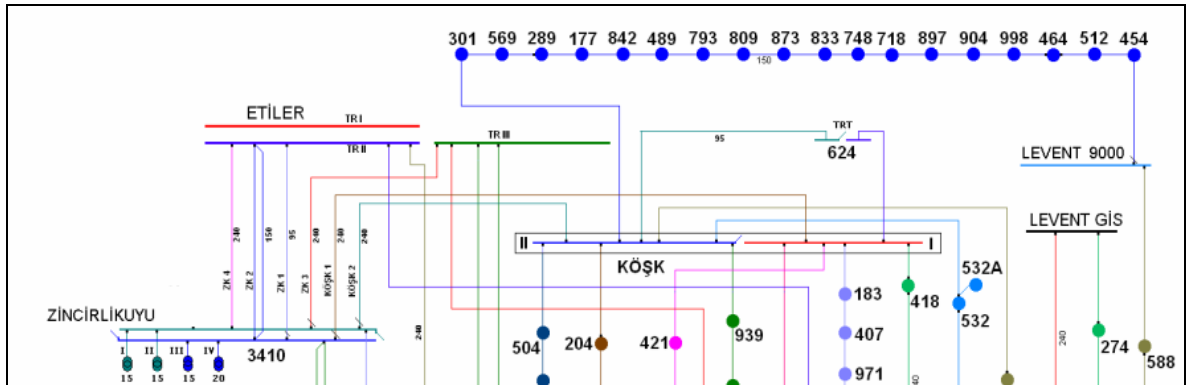 301 569 289 177 842 489 793 809 873 833 748 718 897 904 998 464 512 454
150
ETİLER
TR I
TR II
TR III
TRT
95
624
LEVENT 9000
LEVENT GİS
II
I
KÖŞK
240
150
95
240
240
240
ZK 4
ZK 2
ZK 1
ZK 3
KÖŞK 1
KÖŞK 2
532A
183
418
532
ZİNCİRLİKUYU
240
3410
I II III IV
15 15 15 20
504
204
421
939
407
240
274
588
971
40